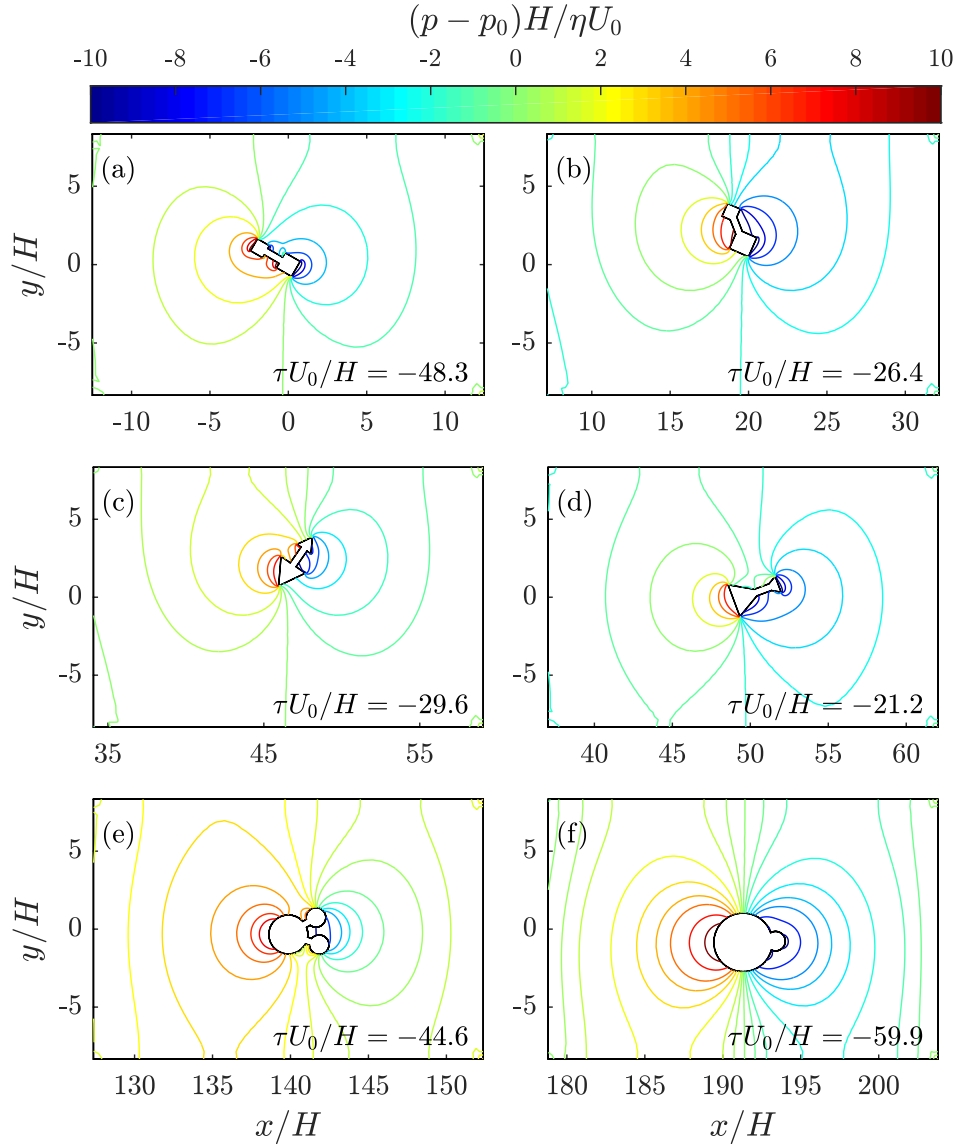 (p − p₀)H/ηU₀
-10 -8 -6 -4 -2 0 2 4 6 8 10
(a)
y/H
5
0
-5
τU₀/H = −48.3
-10 -5 0 5 10
(b)
5
0
-5
τU₀/H = −26.4
10 15 20 25 30
(c)
y/H
5
0
-5
τU₀/H = −29.6
35 45 55
(d)
5
0
-5
τU₀/H = −21.2
40 45 50 55 60
(e)
y/H
5
0
-5
τU₀/H = −44.6
130 135 140 145 150
x/H
(f)
5
0
-5
τU₀/H = −59.9
180 185 190 195 200
x/H